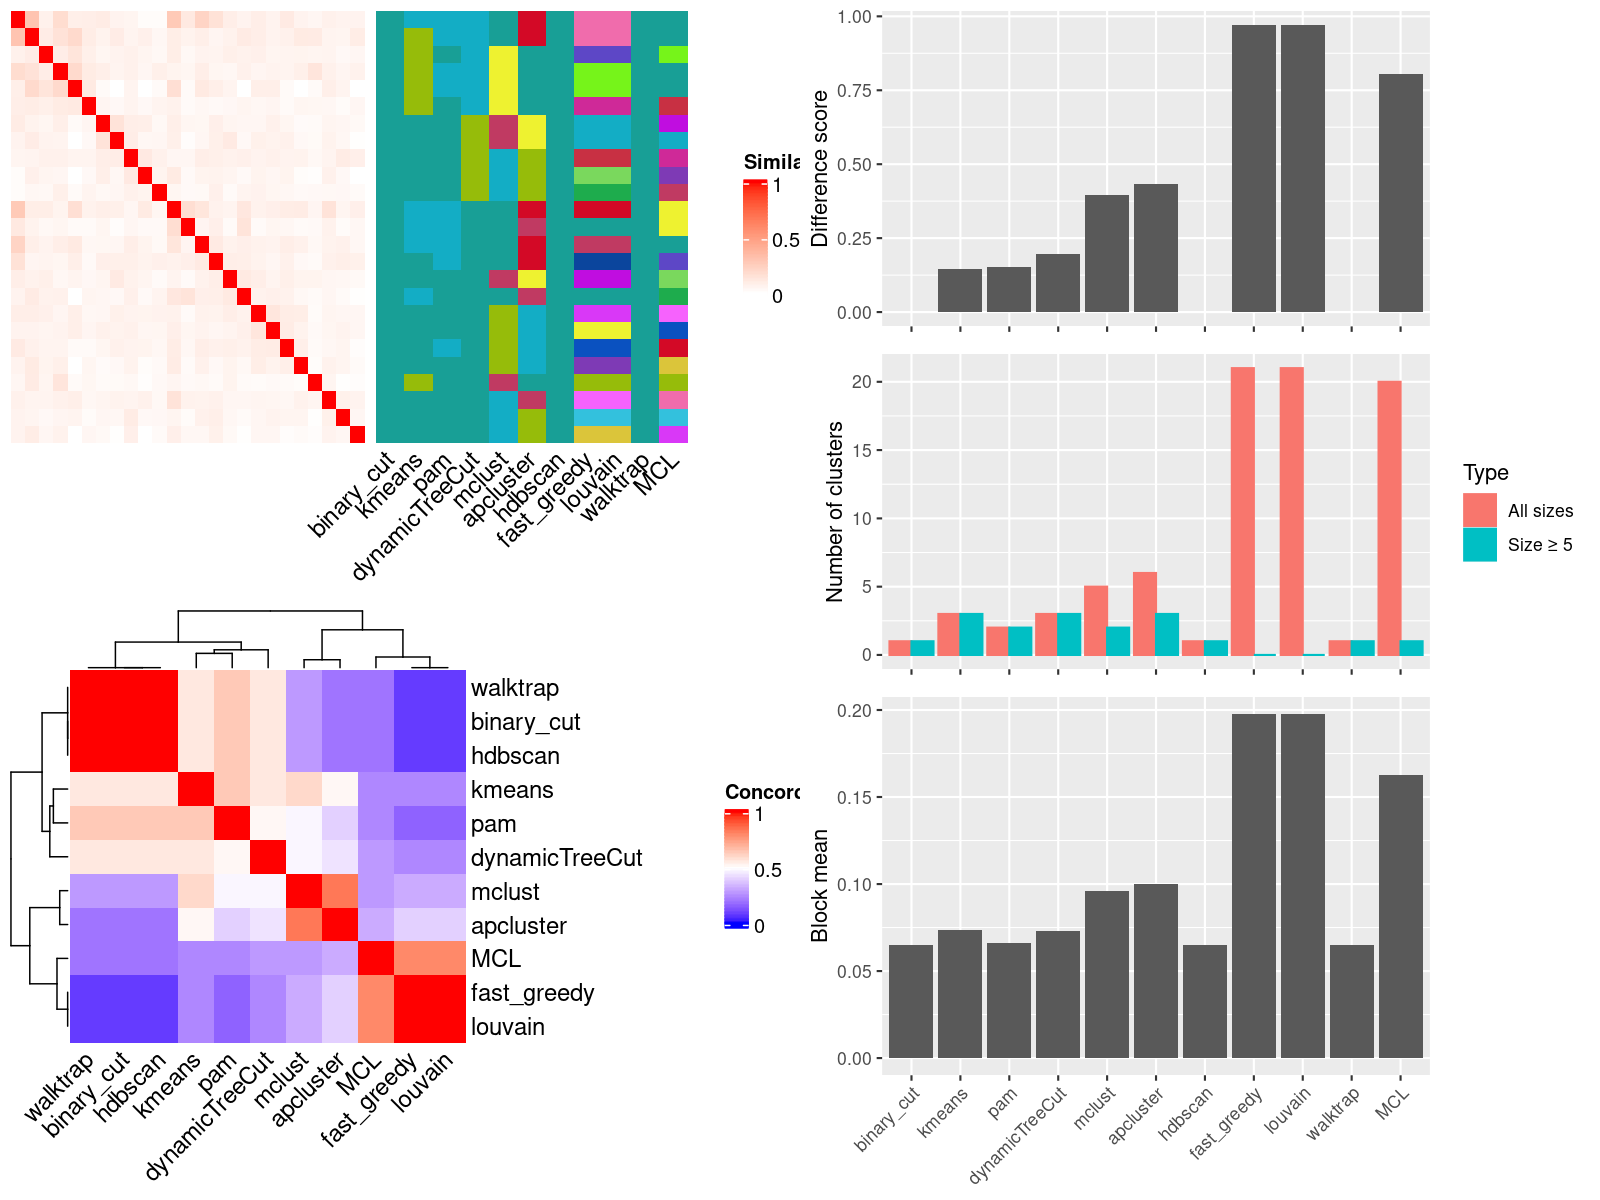 Simila
1
0.5
0
binary_cut
kmeans
pam
dynamicTreeCut
mclust
apcluster
hdbscan
fast_greedy
louvain
walktrap
MCL
walktrap
binary_cut
hdbscan
kmeans
pam
dynamicTreeCut
mclust
apcluster
MCL
fast_greedy
louvain
walktrap
binary_cut
hdbscan
kmeans
pam
dynamicTreeCut
mclust
apcluster
MCL
fast_greedy
louvain
Concord
1
0.5
0
Difference score
1.00
0.75
0.50
0.25
0.00
Number of clusters
20
15
10
5
0
Type
All sizes
Size ≥ 5
Block mean
0.20
0.15
0.10
0.05
0.00
binary_cut
kmeans
pam
dynamicTreeCut
mclust
apcluster
hdbscan
fast_greedy
louvain
walktrap
MCL